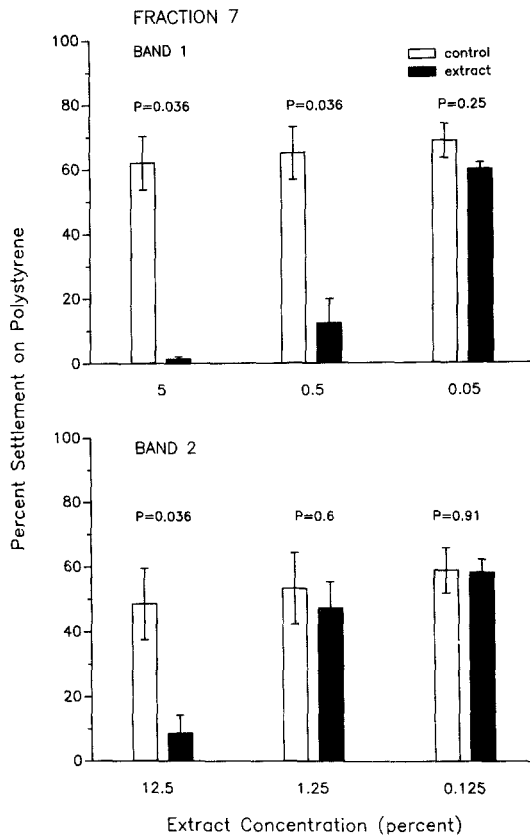 FRACTION 7
BAND 1
control
extract
P=0.036 P=0.036 P=0.25
100
80
60
40
20
0
5 0.5 0.05
Percent Settlement on Polystyrene
BAND 2
P=0.036 P=0.6 P=0.91
100
80
60
40
20
0
12.5 1.25 0.125
Extract Concentration (percent)